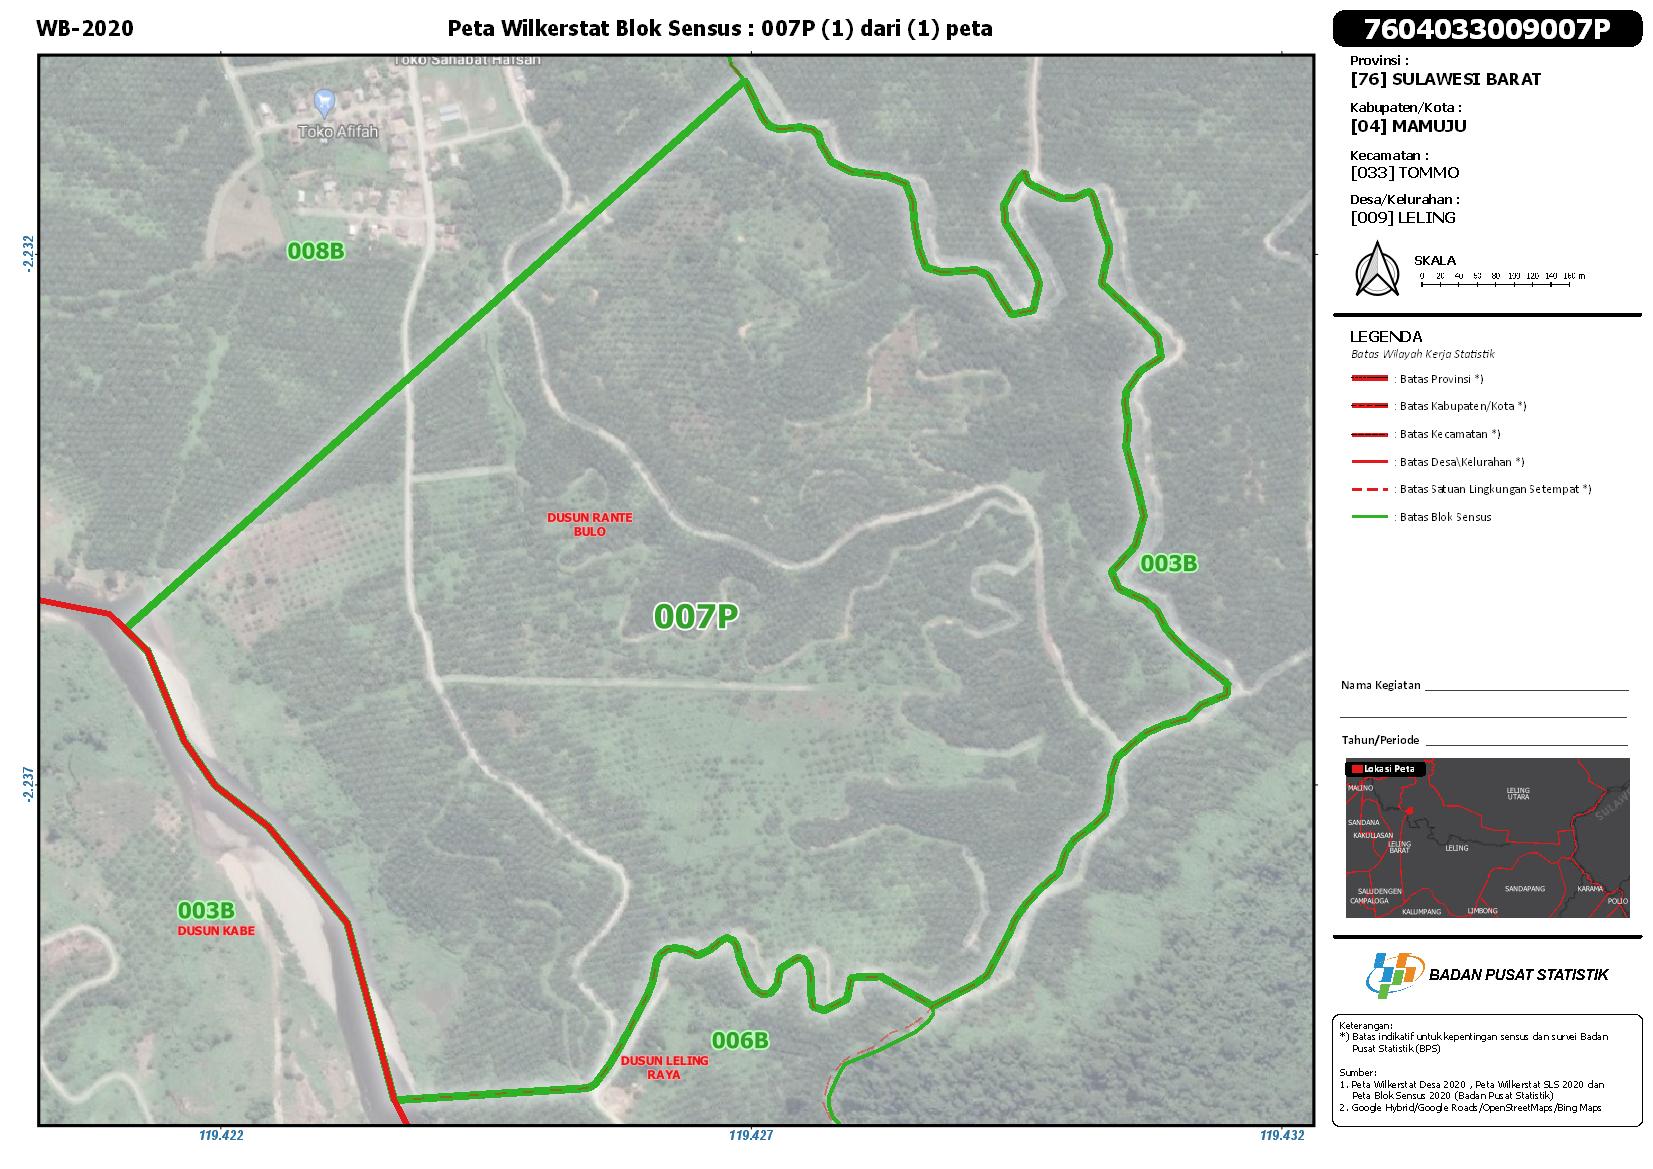 WB-2020
Peta Wilkerstat Blok Sensus : 007P (1) dari (1) peta
7604033009007P
Provinsi :
[76] SULAWESI BARAT
Kabupaten/Kota :
[04] MAMUJU
Kecamatan :
[033] TOMMO
Desa/Kelurahan :
[009] LELING
SKALA
0 20 40 60 80 100 120 140 160 m
LEGENDA
Batas Wilayah Kerja Statistik
: Batas Provinsi *)
: Batas Kabupaten/Kota *)
: Batas Kecamatan *)
: Batas Desa\Kelurahan *)
: Batas Satuan Lingkungan Setempat *)
: Batas Blok Sensus
Nama Kegiatan
Tahun/Periode
Lokasi Peta
MALINO
LELING
UTARA
SULAW
SANDANA
KAKULLASAN
LELING
BARAT
LELING
SALUDENGEN
CAMPALOGA
SANDAPANG
KARAMA
POLIO
KALUMPANG
LIMBONG
BADAN PUSAT STATISTIK
Keterangan:
*) Batas indikatif untuk kepentingan sensus dan survei Badan
Pusat Statistik (BPS)
Sumber:
1. Peta Wilkerstat Desa 2020 , Peta Wilkerstat SLS 2020 dan
Peta Blok Sensus 2020 (Badan Pusat Statistik)
2. Google Hybrid/Google Roads/OpenStreetMaps/Bing Maps
Toko Sahabat Hafsah
Toko Afifah
008B
DUSUN RANTE
BULO
007P
003B
003B
DUSUN KABE
006B
DUSUN LELING
RAYA
-2.232
-2.237
119.422
119.427
119.432